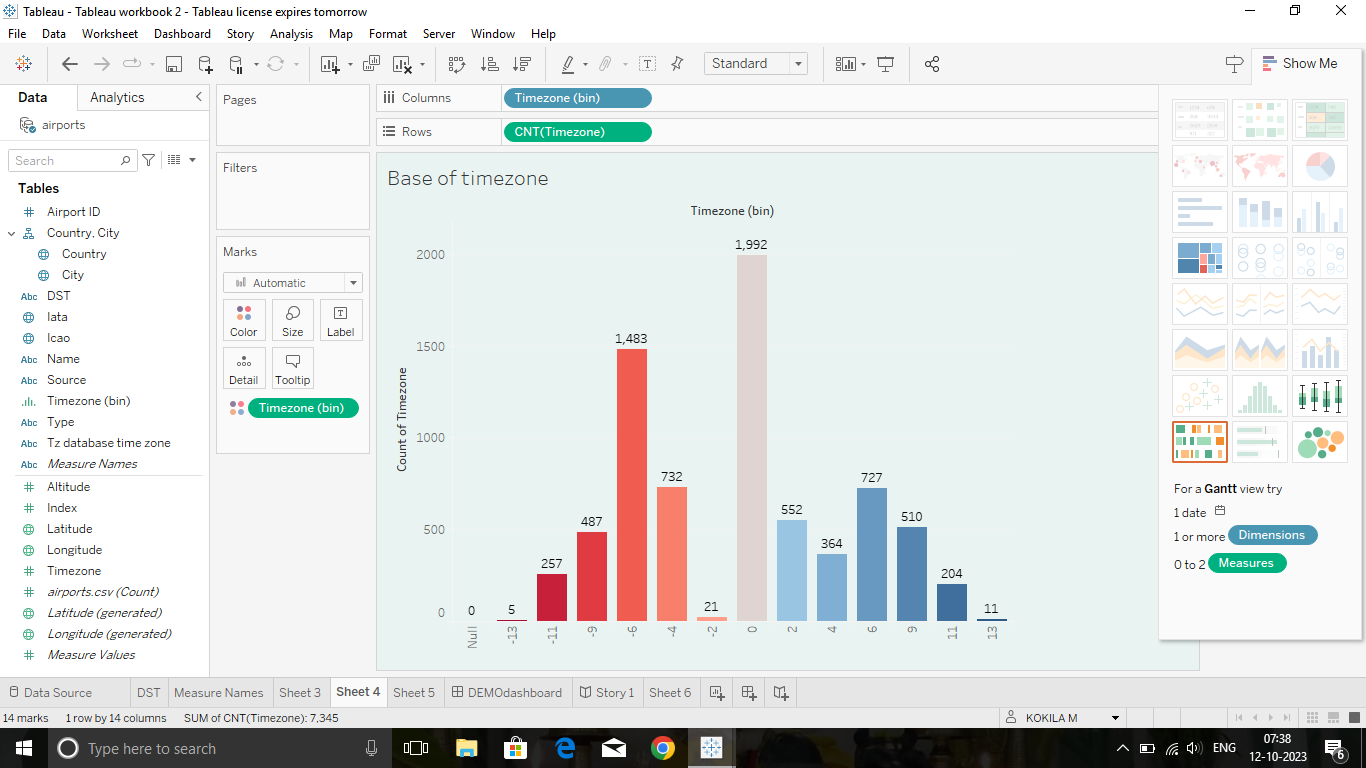 Tableau - Tableau workbook 2 - Tableau license expires tomorrow
File Data Worksheet Dashboard Story Analysis Map Format Server Window Help
Standard
Show Me
Data Analytics
airports
Search
Tables
Airport ID
Country, City
Country
City
Abc DST
Iata
Icao
Abc Name
Abc Source
Timezone (bin)
Abc Type
Abc Tz database time zone
Abc Measure Names
Altitude
Index
Latitude
Longitude
Timezone
airports.csv (Count)
Latitude (generated)
Longitude (generated)
Measure Values
Pages
Filters
Marks
Automatic
Color Size Label
Detail Tooltip
Timezone (bin)
Columns Timezone (bin)
Rows CNT(Timezone)
Base of timezone
Timezone (bin)
Count of Timezone
2000
1500
1000
500
0
0 5 257 487 1,483 732 21 1,992 552 364 727 510 204 11
Null -13 -11 -9 -6 -4 -2 0 2 4 6 9 11 13
For a Gantt view try
1 date
1 or more Dimensions
0 to 2 Measures
Data Source DST Measure Names Sheet 3 Sheet 4 Sheet 5 DEMOdashboard Story 1 Sheet 6
14 marks 1 row by 14 columns SUM of CNT(Timezone): 7,345 KOKILA M
Type here to search
ENG
07:38
12-10-2023
6